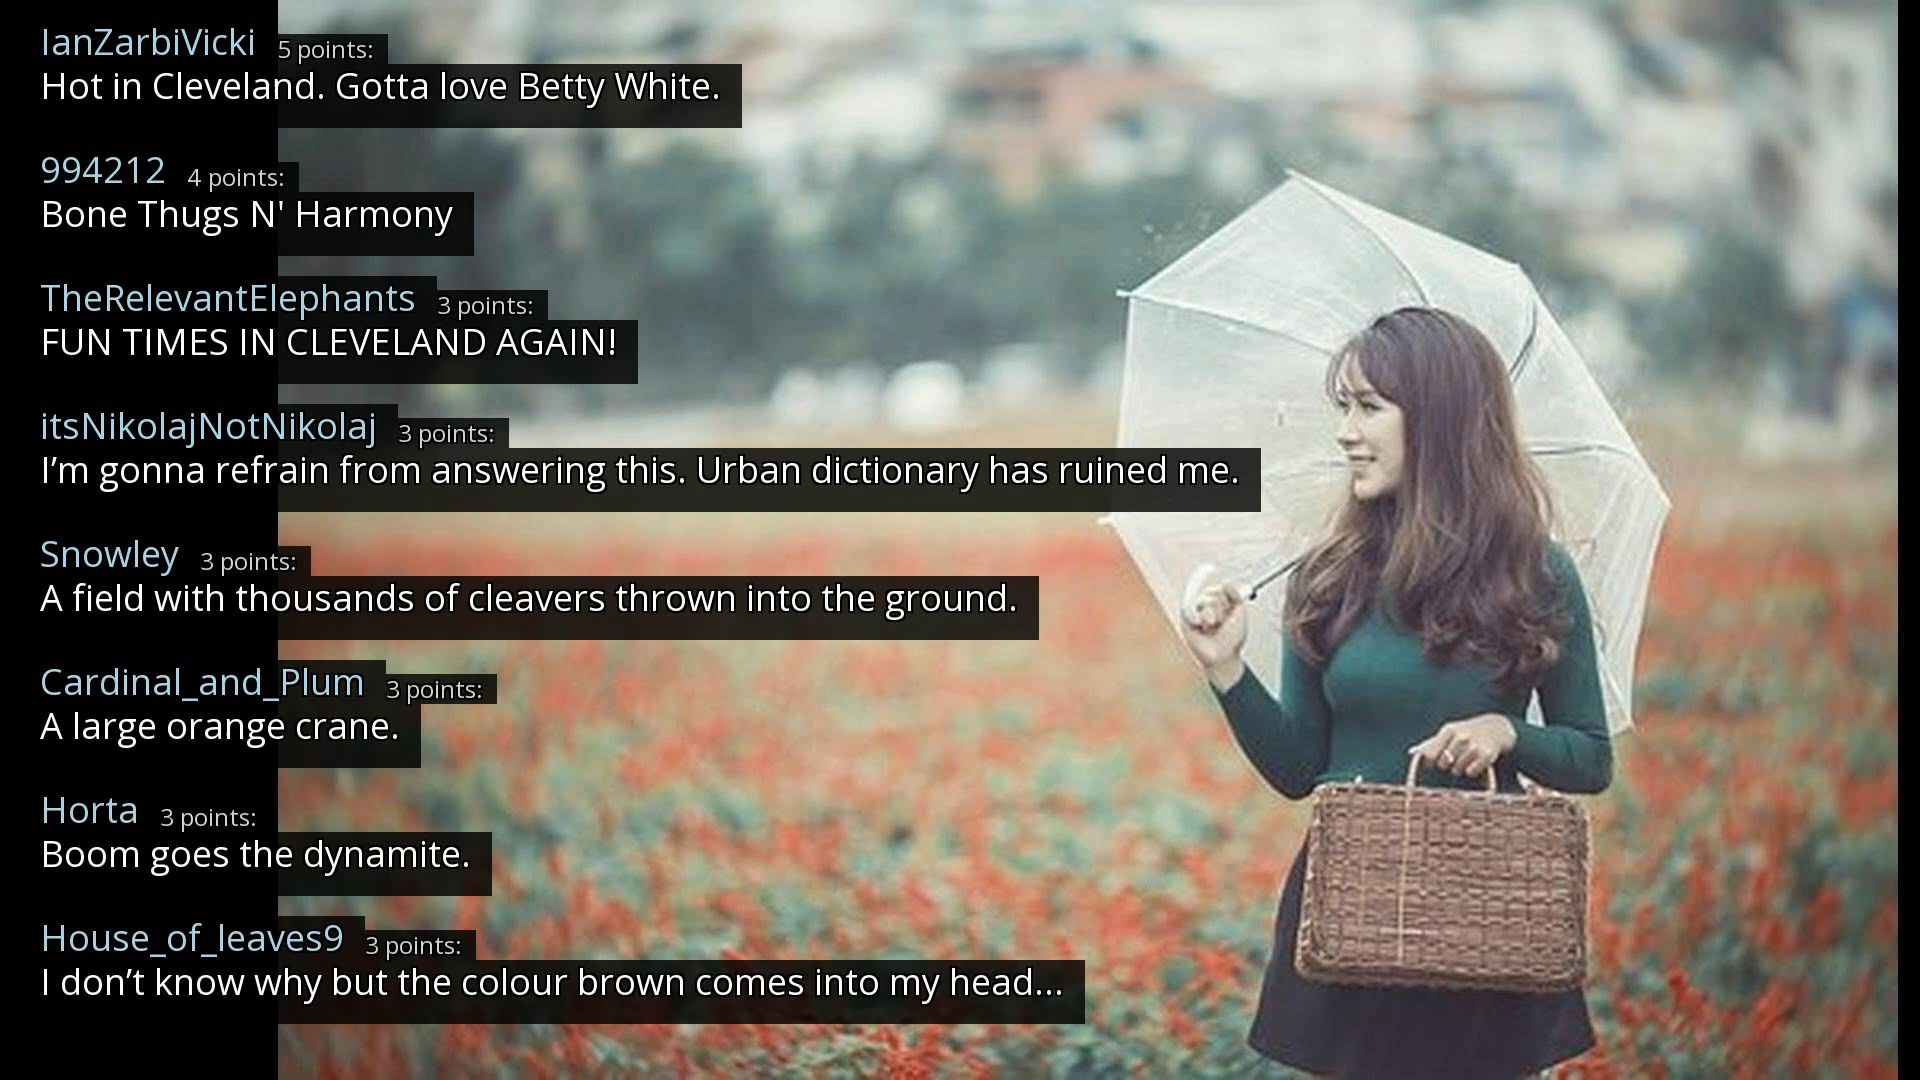 IanZarbiVicki 5 points:
Hot in Cleveland. Gotta love Betty White.
994212 4 points:
Bone Thugs N' Harmony
TheRelevantElephants 3 points:
FUN TIMES IN CLEVELAND AGAIN!
itsNikolajNotNikolaj 3 points:
I’m gonna refrain from answering this. Urban dictionary has ruined me.
Snowley 3 points:
A field with thousands of cleavers thrown into the ground.
Cardinal_and_Plum 3 points:
A large orange crane.
Horta 3 points:
Boom goes the dynamite.
House_of_leaves9 3 points:
I don’t know why but the colour brown comes into my head...